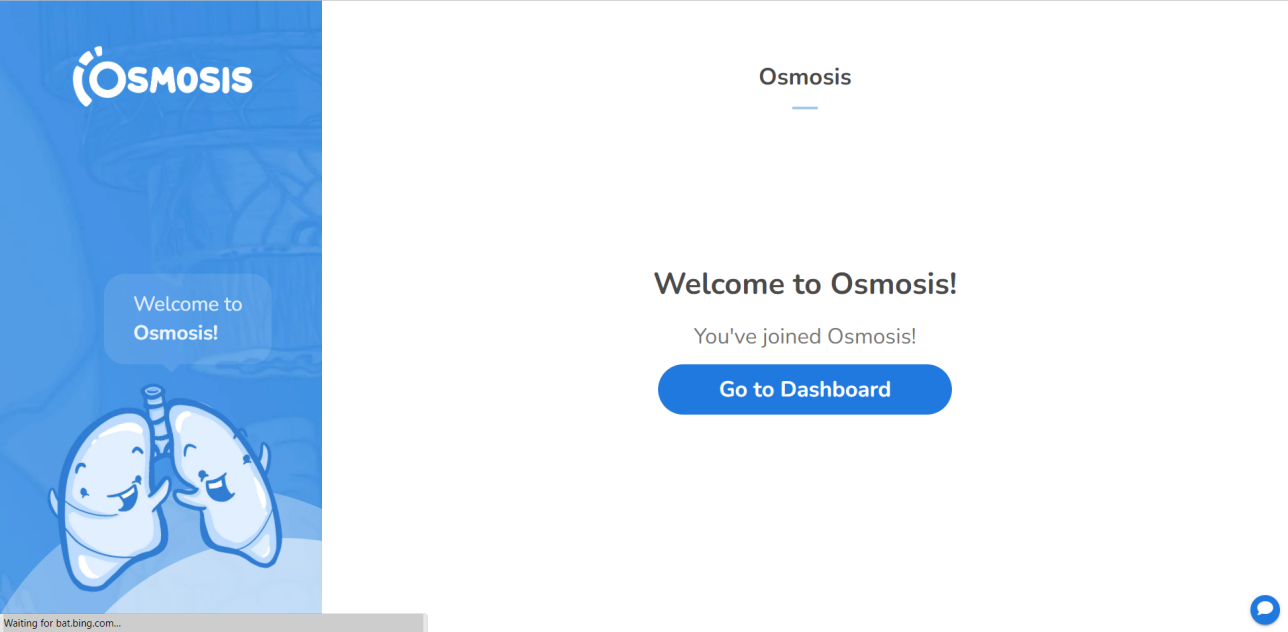 OSMOSIS
Welcome to
Osmosis!
Osmosis
Welcome to Osmosis!
You've joined Osmosis!
Go to Dashboard
Waiting for bat.bing.com...